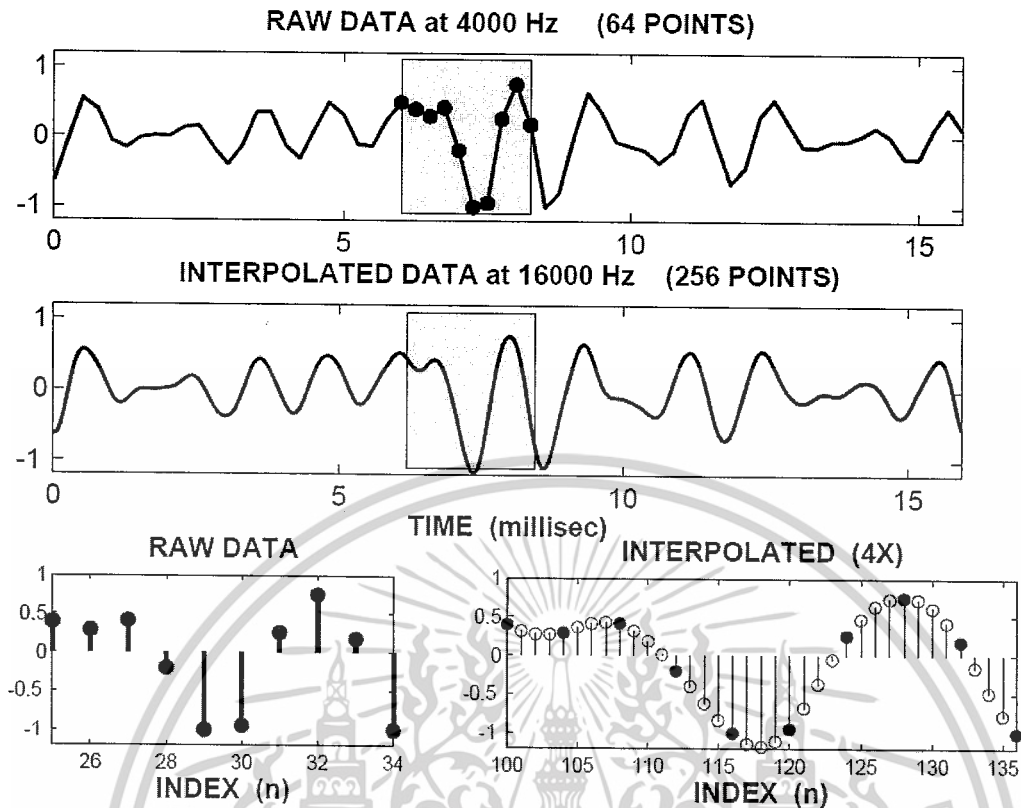 RAW DATA at 4000 Hz (64 POINTS)
1
0
-1
0 5 10 15
INTERPOLATED DATA at 16000 Hz (256 POINTS)
1
0
-1
0 5 10 15
TIME (millisec)
RAW DATA
1
0.5
0
-0.5
-1
26 28 30 32 34
INDEX (n)
INTERPOLATED (4X)
1
0.5
0
-0.5
-1
100 105 110 115 120 125 130 135
INDEX (n)